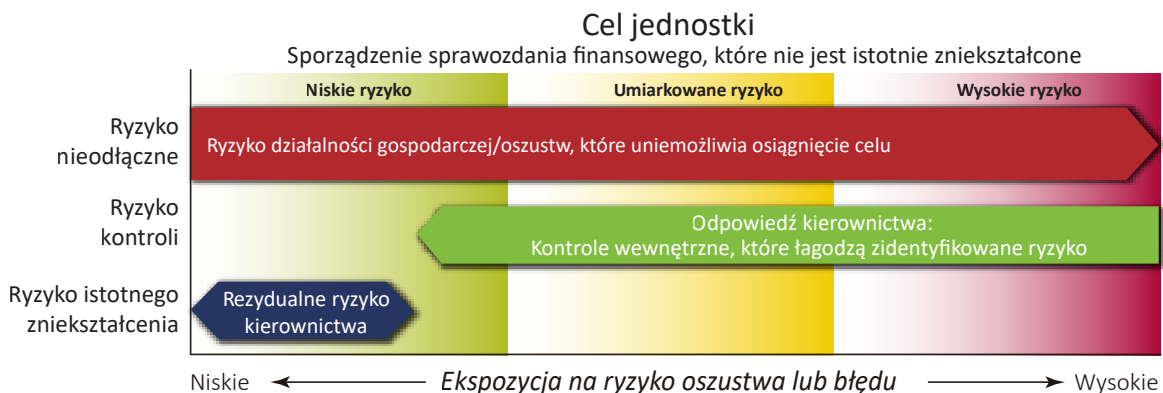 Cel jednostki
Sporządzenie sprawozdania finansowego, które nie jest istotnie zniekształcone
Niskie ryzyko
Umiarkowane ryzyko
Wysokie ryzyko
Ryzyko
nieodłączne
Ryzyko działalności gospodarczej/oszustw, które uniemożliwia osiągnięcie celu
Ryzyko
kontroli
Odpowiedź kierownictwa:
Kontrole wewnętrzne, które łagodzą zidentyfikowane ryzyko
Ryzyko istotnego
zniekształcenia
Rezydualne ryzyko
kierownictwa
Niskie
Ekspozycja na ryzyko oszustwa lub błędu
Wysokie